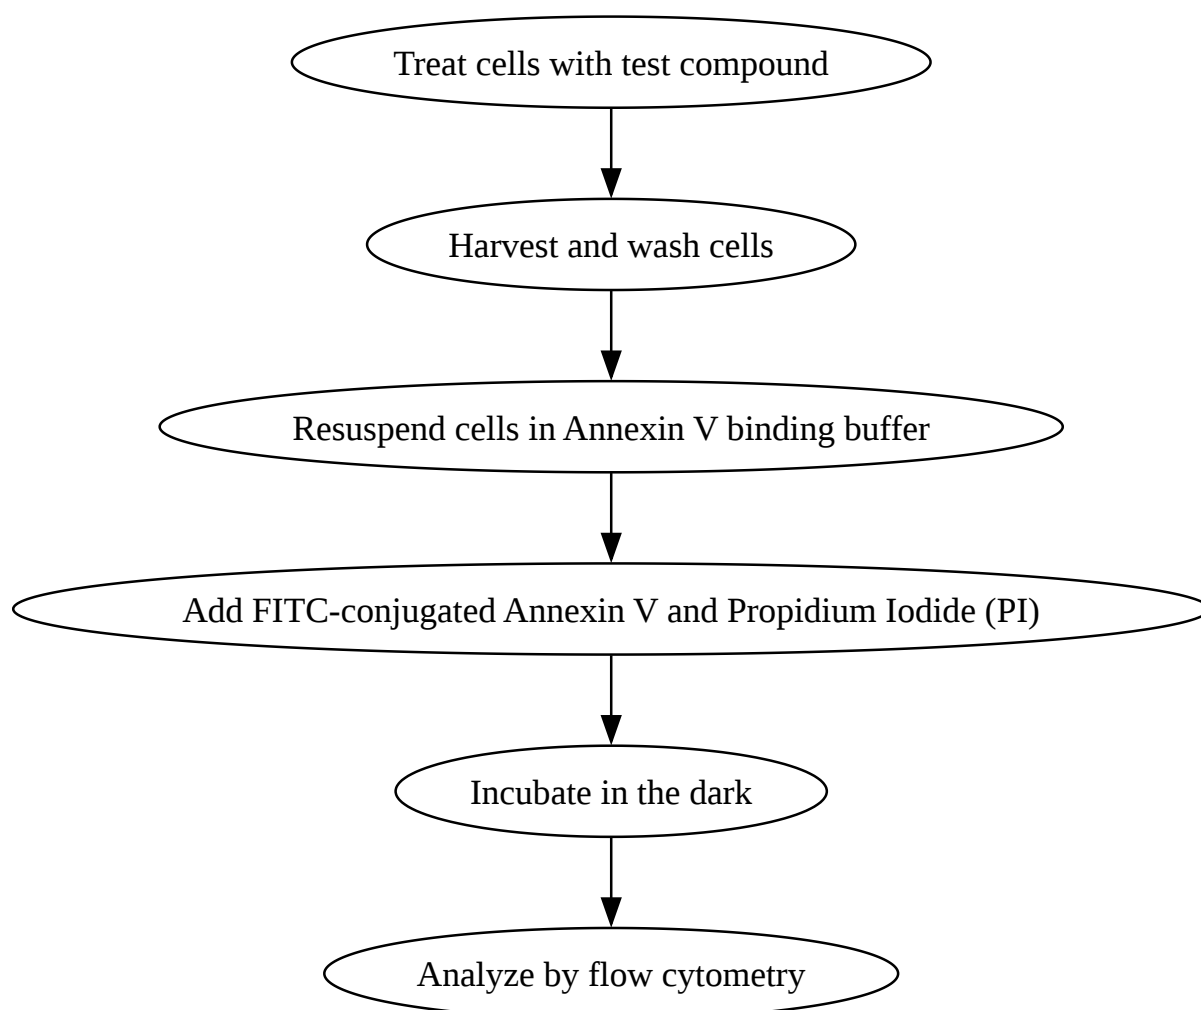 Treat cells with test compound
Harvest and wash cells
Resuspend cells in Annexin V binding buffer
Add FITC-conjugated Annexin V and Propidium Iodide (PI)
Incubate in the dark
Analyze by flow cytometry